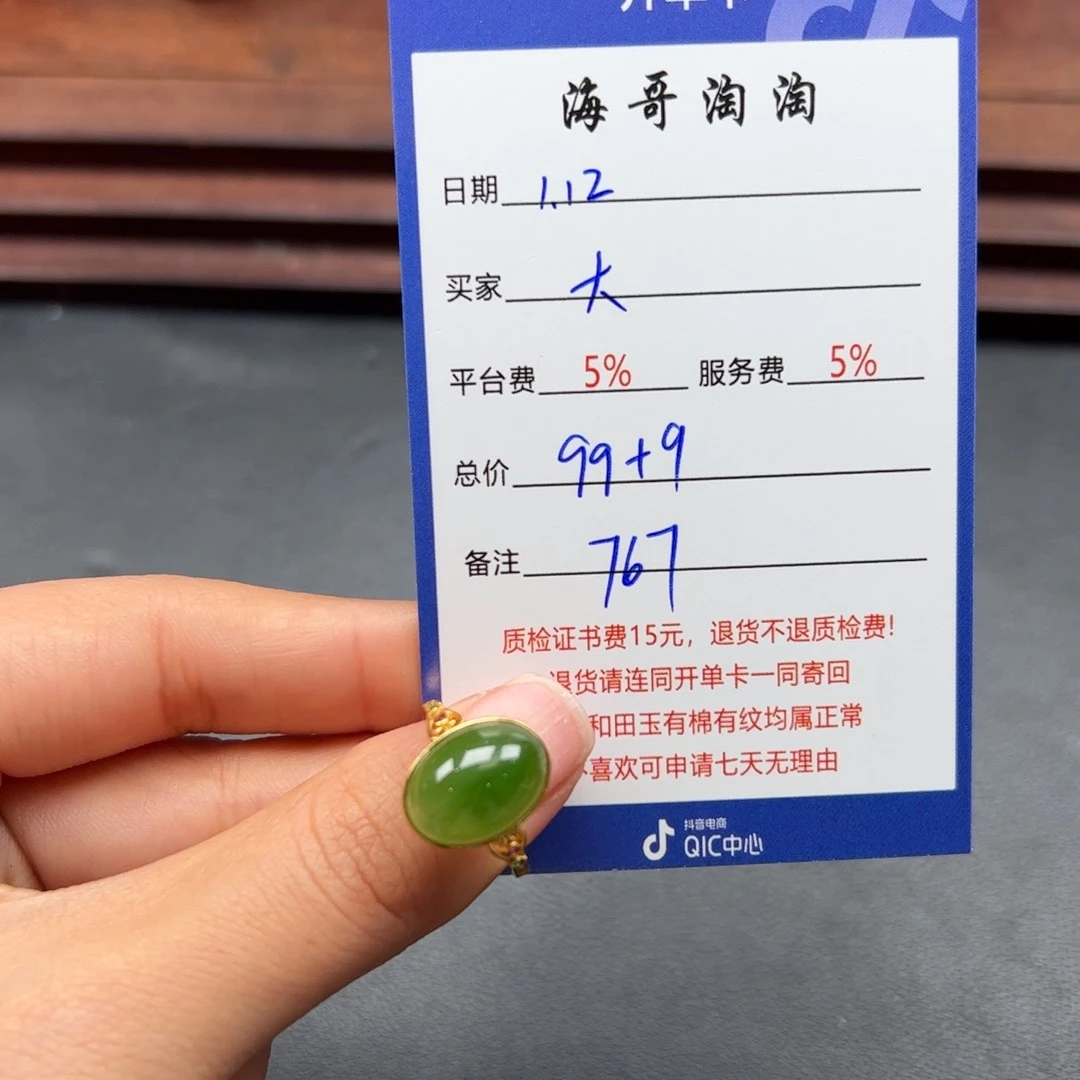 开单卡
海哥淘淘
日期 1.12
买家 大
平台费 5% 服务费 5%
总价 99+9
备注 767
质检证书费15元，退货不退质检费！
退货请连同开单卡一同寄回
和田玉有棉有纹均属正常
喜欢可申请七天无理由
抖音电商
QIC中心